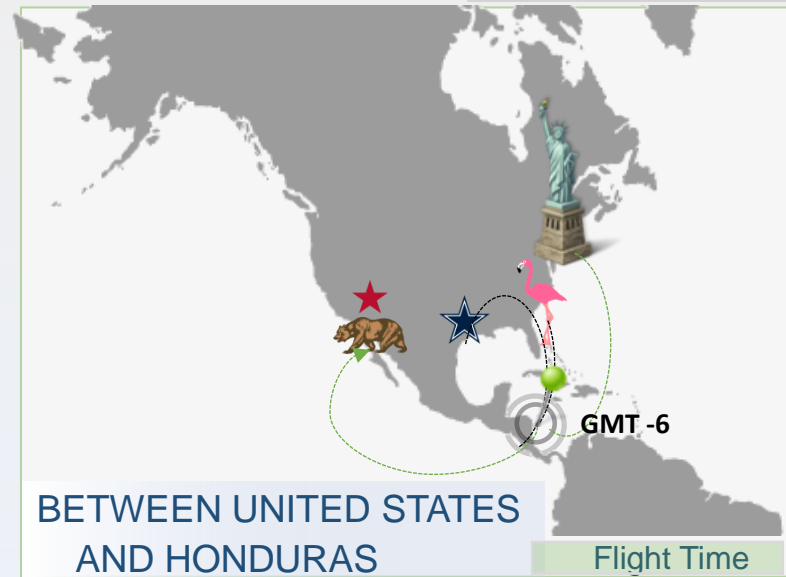 GMT -6
BETWEEN UNITED STATES
AND HONDURAS
Flight Time